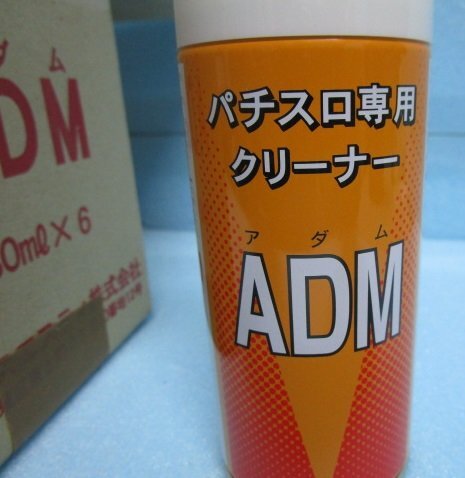 パチスロ専用
クリーナー
アダム
ADM
ダム
DM
0ml×6
株式会社